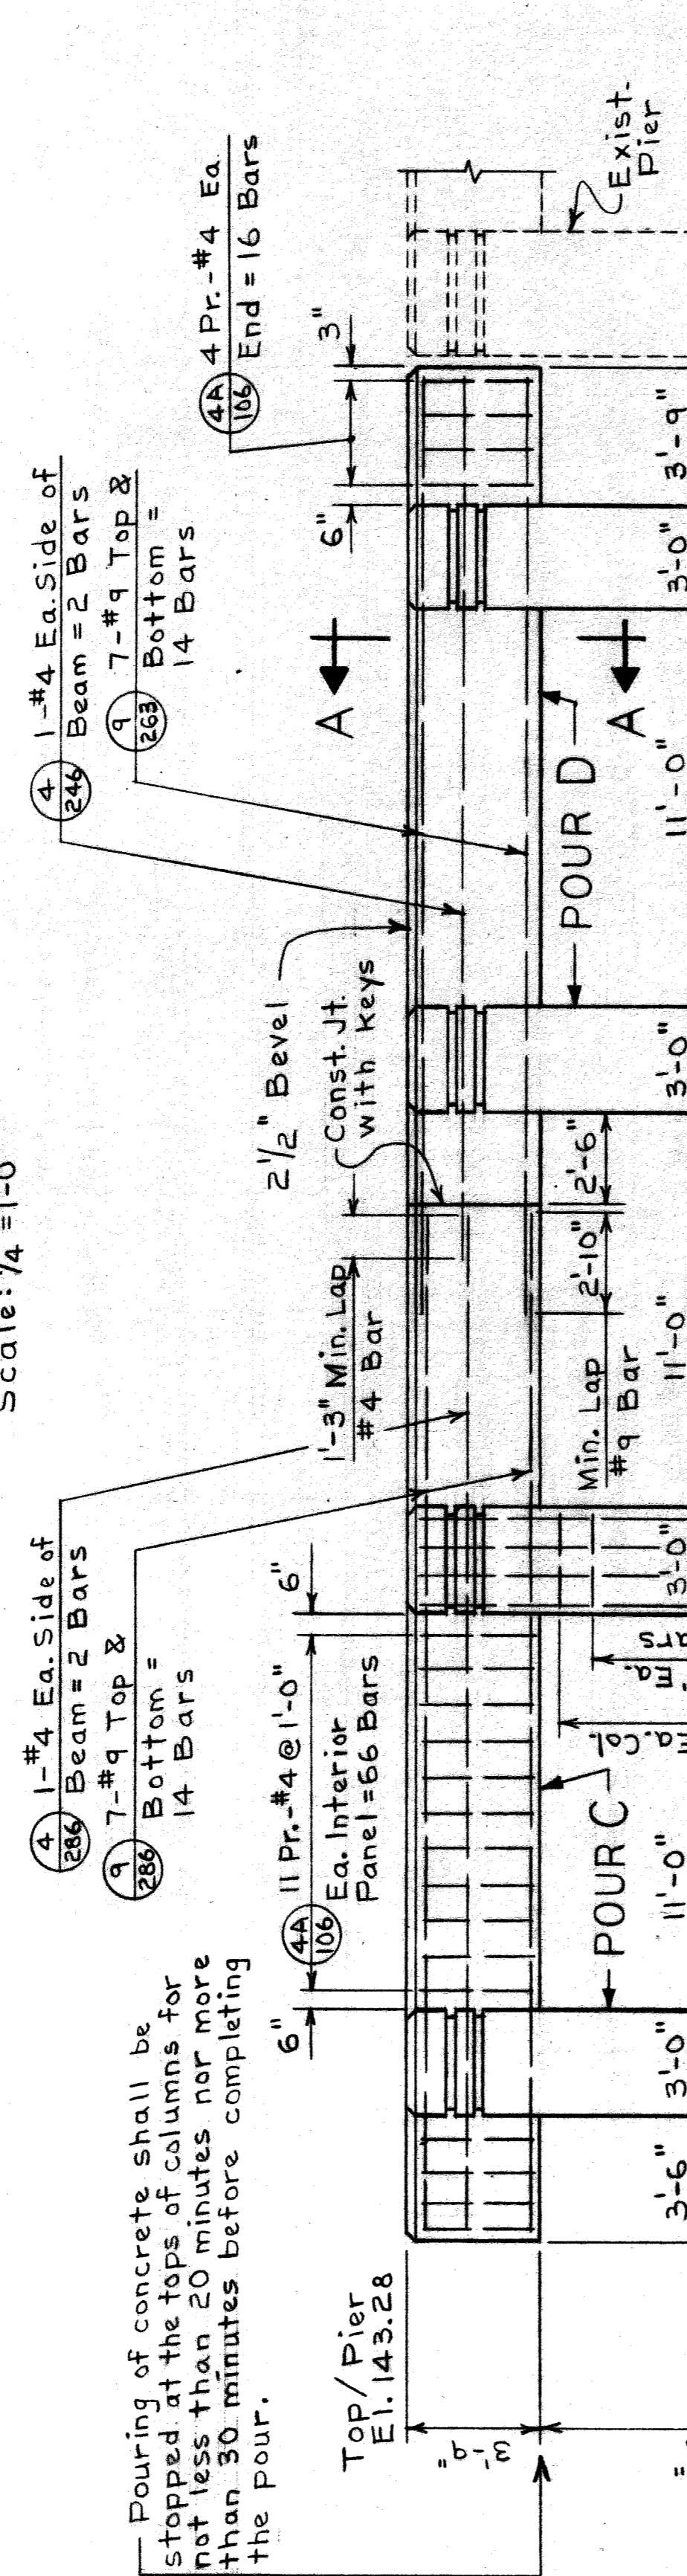 Scale: 1/4"=1'-0
Pouring of concrete shall be
stopped at the tops of columns for
not less than 20 minutes nor more
than 30 minutes before completing
the pour.
4
286
1-#4 Ea. Side of
Beam = 2 Bars
9
286
7-#9 Top &
Bottom =
14 Bars
4
246
1-#4 Ea. Side of
Beam = 2 Bars
9
263
7-#9 Top &
Bottom =
14 Bars
4A
106
4 Pr.-#4 Ea.
End = 16 Bars
6"
4A
106
11 Pr.-#4 @ 1'-0"
Ea. Interior
Panel = 66 Bars
6"
1'-3" Min. Lap
#4 Bar
2 1/2" Bevel
Const. Jt.
with keys
A
6"
3"
Top/Pier
El. 143.28
3'-9"
Exist.
Pier
POUR C
Ea. Col.
Ea.
Min. Lap
#9 Bar
2'-10"
2'-6"
POUR D
A
3'-6"
3'-0"
11'-0"
3'-0"
11'-0"
3'-0"
11'-0"
3'-0"
3'-9"